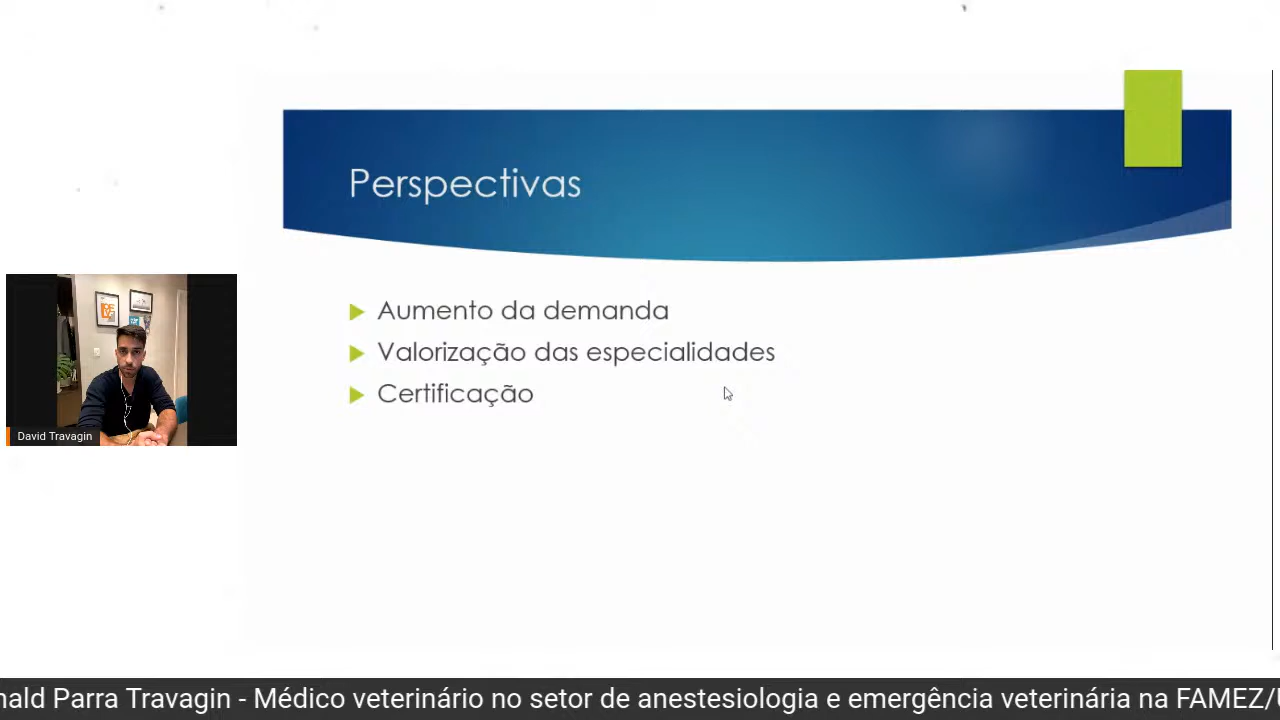 Perspectivas
Aumento da demanda
Valorização das especialidades
Certificação
David Travagin
nald Parra Travagin - Médico veterinário no setor de anestesiologia e emergência veterinária na FAMEZ/